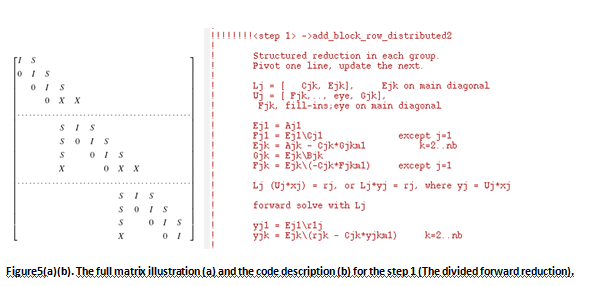 I S
0 I S
0 I S
0 X X
S I S
S 0 I S
S 0 I S
X 0 X X
S I S
S 0 I S
S 0 I S
X 0 I
!!!!!!!!<step 1> ->add_block_row_distributed2
!
! Structured reduction in each group.
! Pivot one line, update the next.
!
! Lj = [ Cjk, Ejk], Ejk on main diagonal
! Uj = [ Fjk,.., eye, Gjk],
! Fjk, fill-ins;eye on main diagonal
!
! Ej1 = Aj1
! Fj1 = Ej1\Cj1 except j=1
! Ejk = Ajk - Cjk*Gjkm1 k=2..nb
! Gjk = Ejk\Bjk
! Fjk = Ejk\(-Cjk*Fjkm1) except j=1
!
! Lj (Uj*xj) = rj, or Lj*yj = rj, where yj = Uj*xj
!
! forward solve with Lj
!
! yj1 = Ej1\r1j
! yjk = Ejk\(rjk - Cjk*yjkm1) k=2..nb
Figure5(a)(b). The full matrix illustration (a) and the code description (b) for the step 1 (The divided forward reduction).